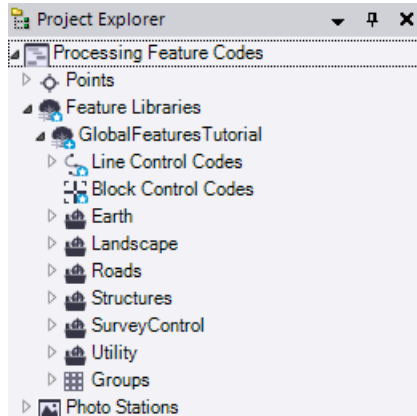 Project Explorer
Processing Feature Codes
Points
Feature Libraries
GlobalFeaturesTutorial
Line Control Codes
Block Control Codes
Earth
Landscape
Roads
Structures
SurveyControl
Utility
Groups
Photo Stations